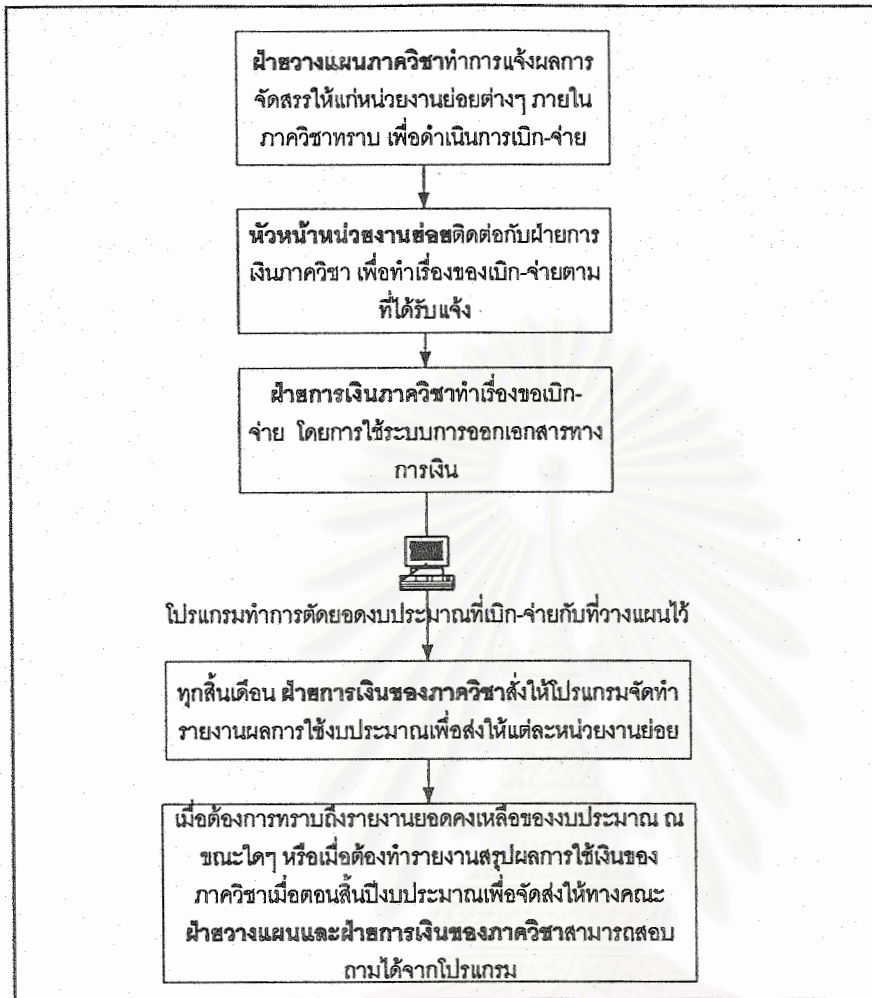 ฝ่ายวางแผนภาควิชาทำการแจ้งผลการ
จัดสรรให้แก่หน่วยงานย่อยต่างๆ ภายใน
ภาควิชาทราบ เพื่อดำเนินการเบิก-จ่าย
หัวหน้าหน่วยงานย่อยติดต่อกับฝ่ายการ
เงินภาควิชา เพื่อทำเรื่องของเบิก-จ่ายตาม
ที่ได้รับแจ้ง
ฝ่ายการเงินภาควิชาทำเรื่องขอเบิก-
จ่าย โดยการใช้ระบบการออกเอกสารทาง
การเงิน
โปรแกรมทำการตัดยอดงบประมาณที่เบิก-จ่ายกับที่วางแผนไว้
ทุกสิ้นเดือน ฝ่ายการเงินของภาควิชาสั่งให้โปรแกรมจัดทำ
รายงานผลการใช้งบประมาณเพื่อส่งให้แต่ละหน่วยงานย่อย
เมื่อต้องการทราบถึงรายงานยอดคงเหลือของงบประมาณ ณ
ขณะใดๆ หรือเมื่อต้องทำรายงานสรุปผลการใช้เงินของ
ภาควิชาเมื่อตอนสิ้นปีงบประมาณเพื่อจัดส่งให้ทางคณะ
ฝ่ายวางแผนและฝ่ายการเงินของภาควิชาสามารถสอบ
ถามได้จากโปรแกรม